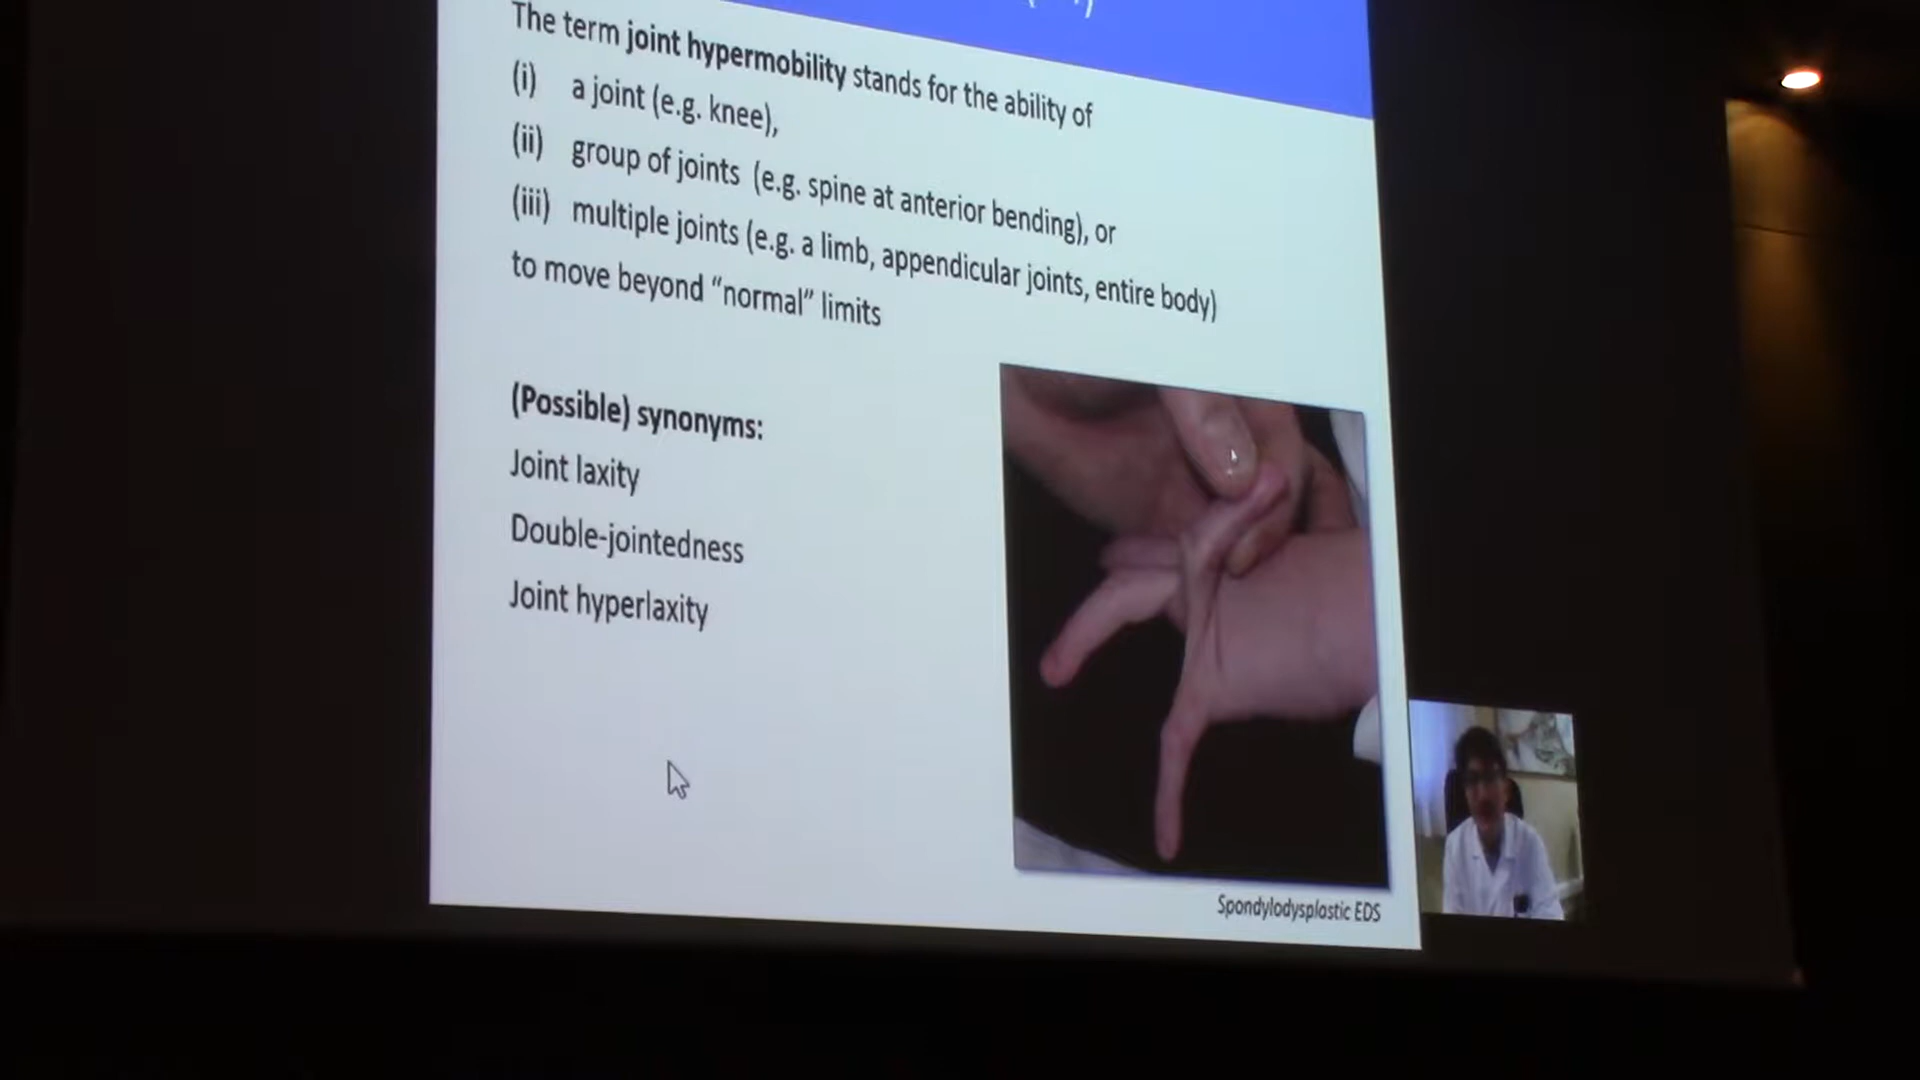 The term joint hypermobility stands for the ability of
(i) a joint (e.g. knee),
(ii) group of joints (e.g. spine at anterior bending), or
(iii) multiple joints (e.g. a limb, appendicular joints, entire body)
to move beyond “normal” limits
(Possible) synonyms:
Joint laxity
Double-jointedness
Joint hyperlaxity
Spondylodysplastic EDS